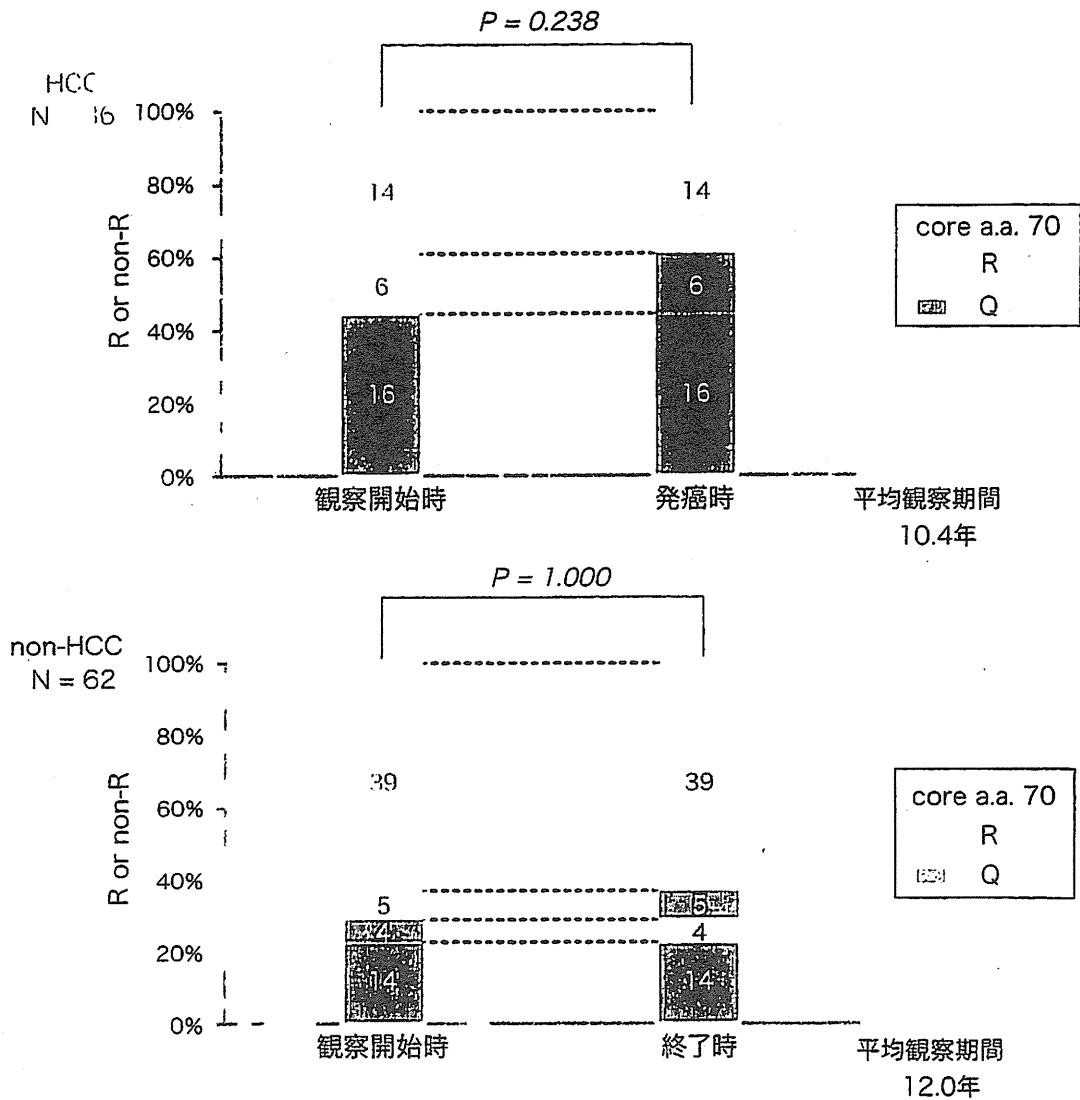 P = 0.238
HCC
N 36
100%
80%
60%
40%
20%
0%
R or non-R
14
6
16
14
6
16
観察開始時
発癌時
平均観察期間
10.4年
core a.a. 70
R
Q
P = 1.000
non-HCC
N = 62
100%
80%
60%
40%
20%
0%
R or non-R
39
5
4
14
39
5
4
14
観察開始時
終了時
平均観察期間
12.0年
core a.a. 70
R
Q